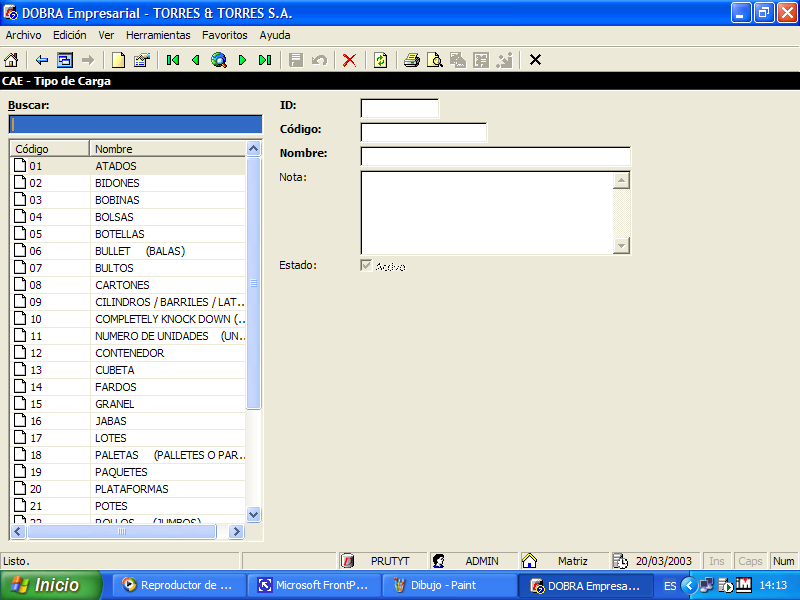 DOBRA Empresarial - TORRES & TORRES S.A.
Archivo Edición Ver Herramientas Favoritos Ayuda
CAE - Tipo de Carga
Buscar:
Código Nombre
01 ATADOS
02 BIDONES
03 BOBINAS
04 BOLSAS
05 BOTELLAS
06 BULLET (BALAS)
07 BULTOS
08 CARTONES
09 CILINDROS / BARRILES / LAT...
10 COMPLETELY KNOCK DOWN (...
11 NUMERO DE UNIDADES (UN...
12 CONTENEDOR
13 CUBETA
14 FARDOS
15 GRANEL
16 JABAS
17 LOTES
18 PALETAS (PALLETES O PAR...
19 PAQUETES
20 PLATAFORMAS
21 POTES
22 ROLLOS (JUMBOS)
ID:
Código:
Nombre:
Nota:
Estado: Activo
Listo. PRUTYT ADMIN Matriz 20/03/2003 Ins Caps Num
Inicio Reproductor de ... Microsoft FrontP... Dibujo - Paint DOBRA Empresa... ES 14:13